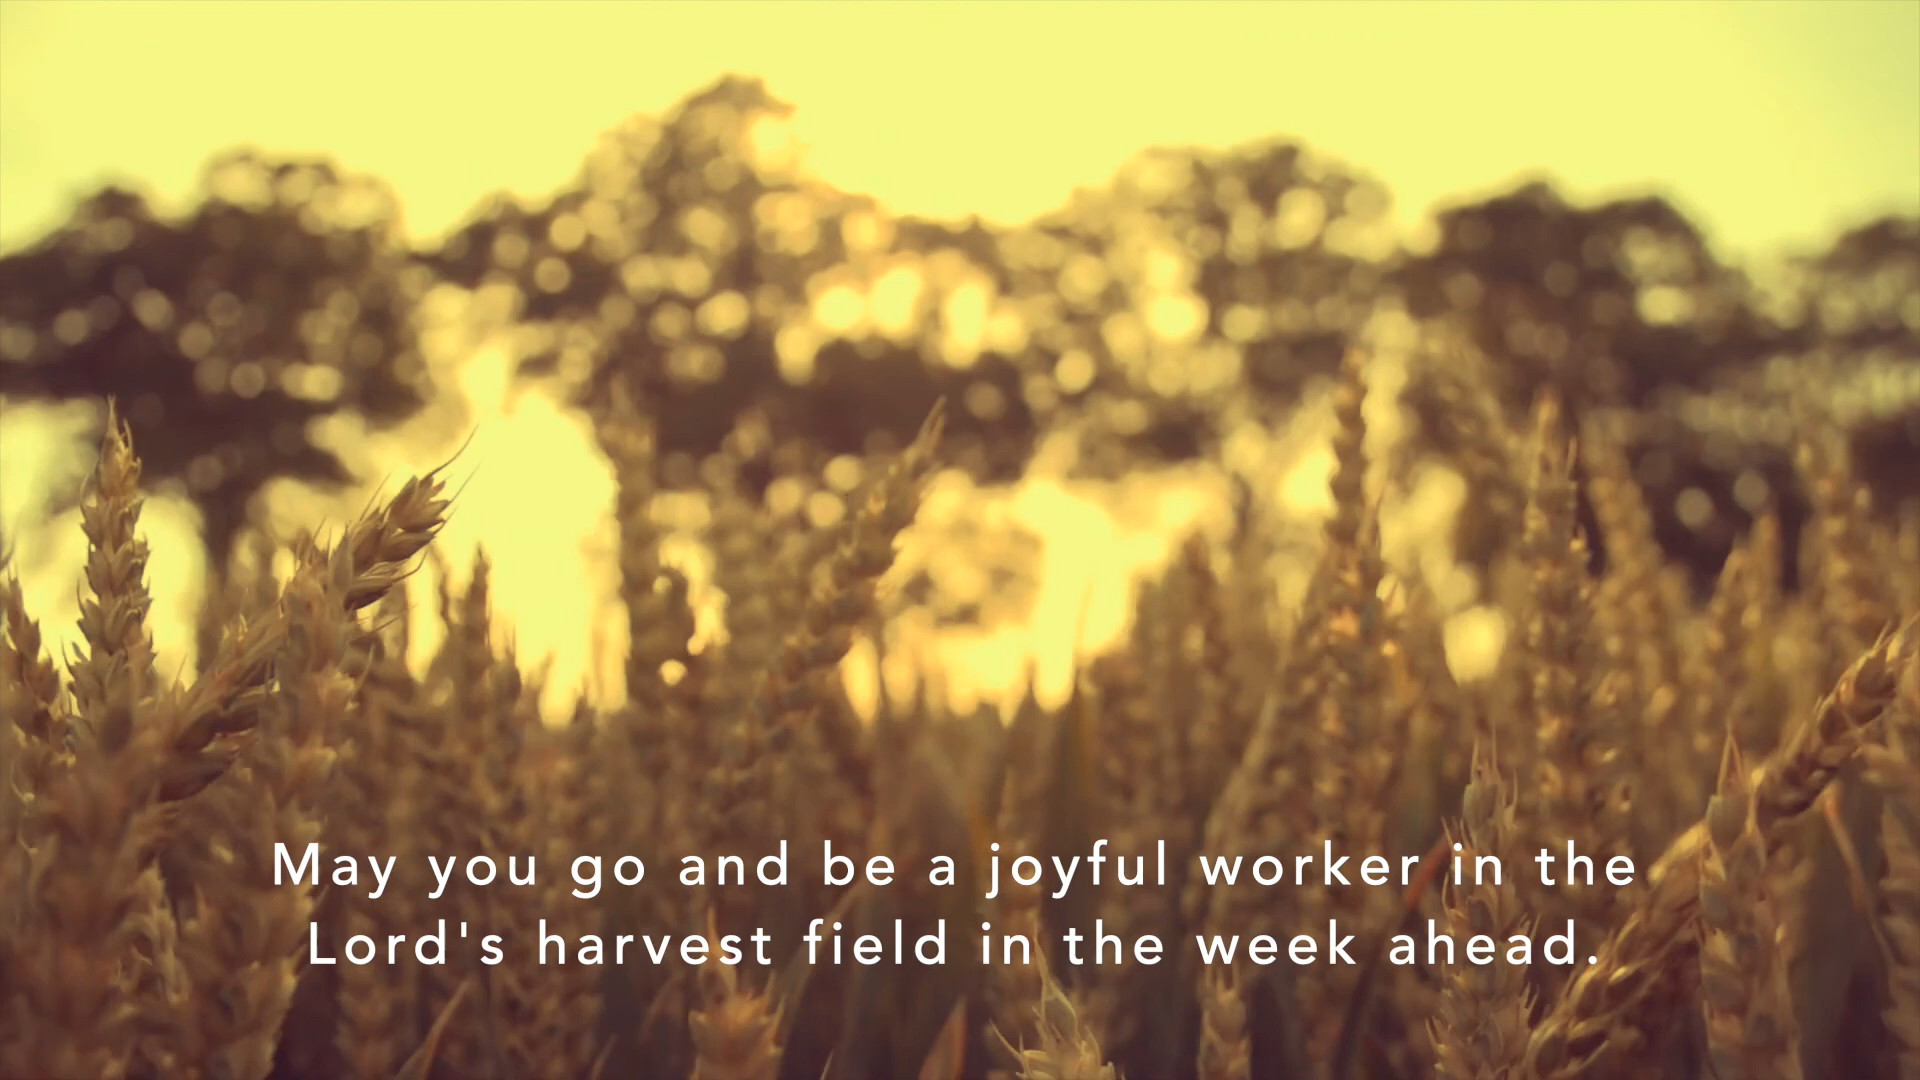 May you go and be a joyful worker in the
Lord's harvest field in the week ahead.